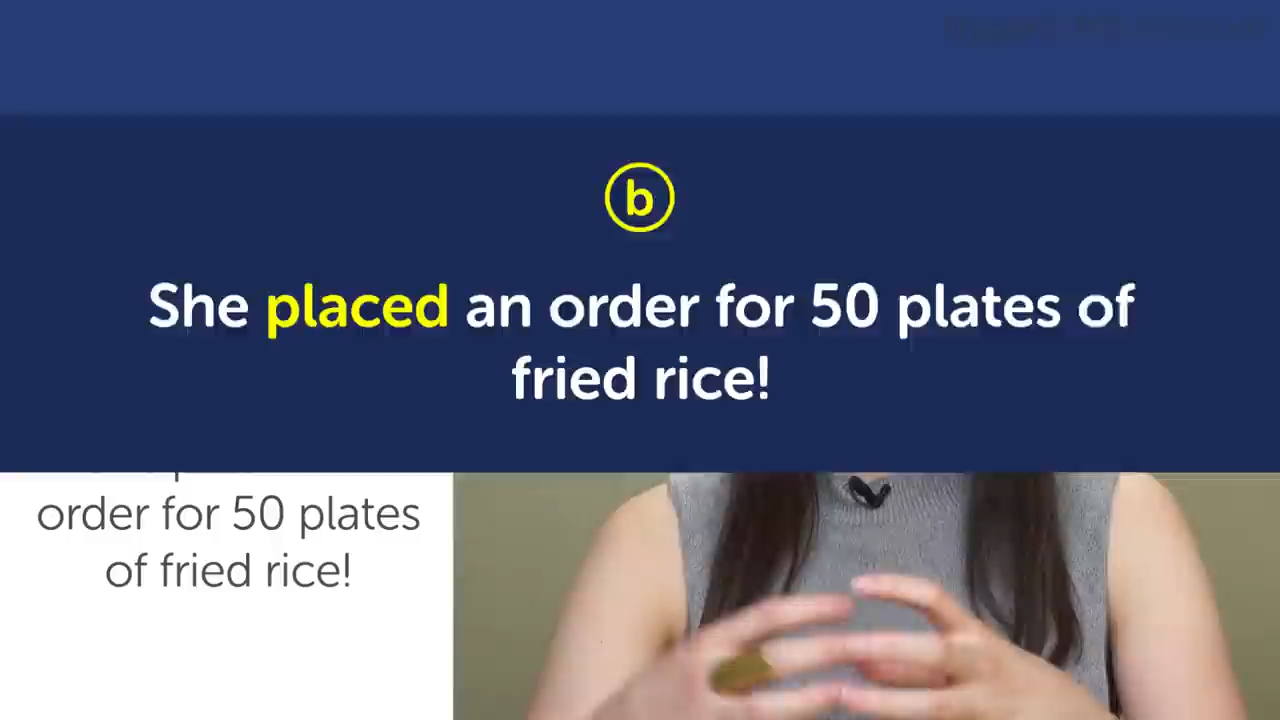 b
She placed an order for 50 plates of
fried rice!
order for 50 plates
of fried rice!